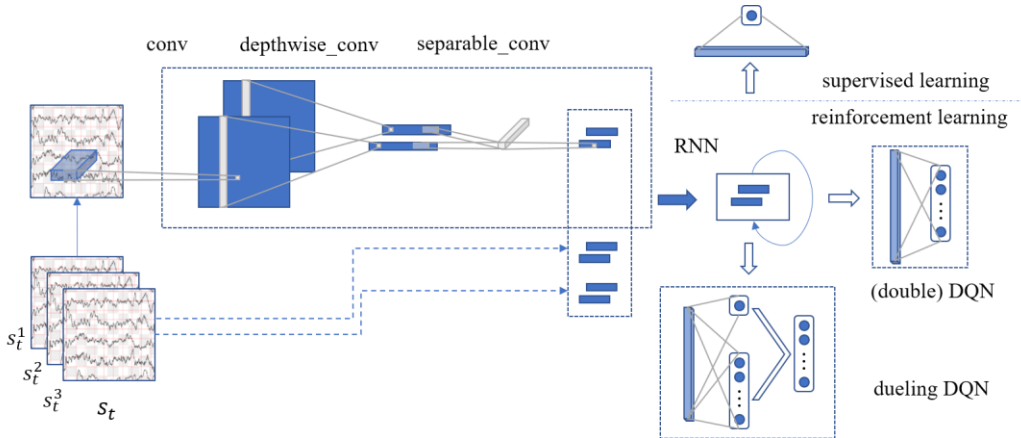 conv
depthwise_conv
separable_conv
supervised learning
reinforcement learning
RNN
(double) DQN
dueling DQN
$s_t^1$
$s_t^2$
$s_t^3$
$s_t$